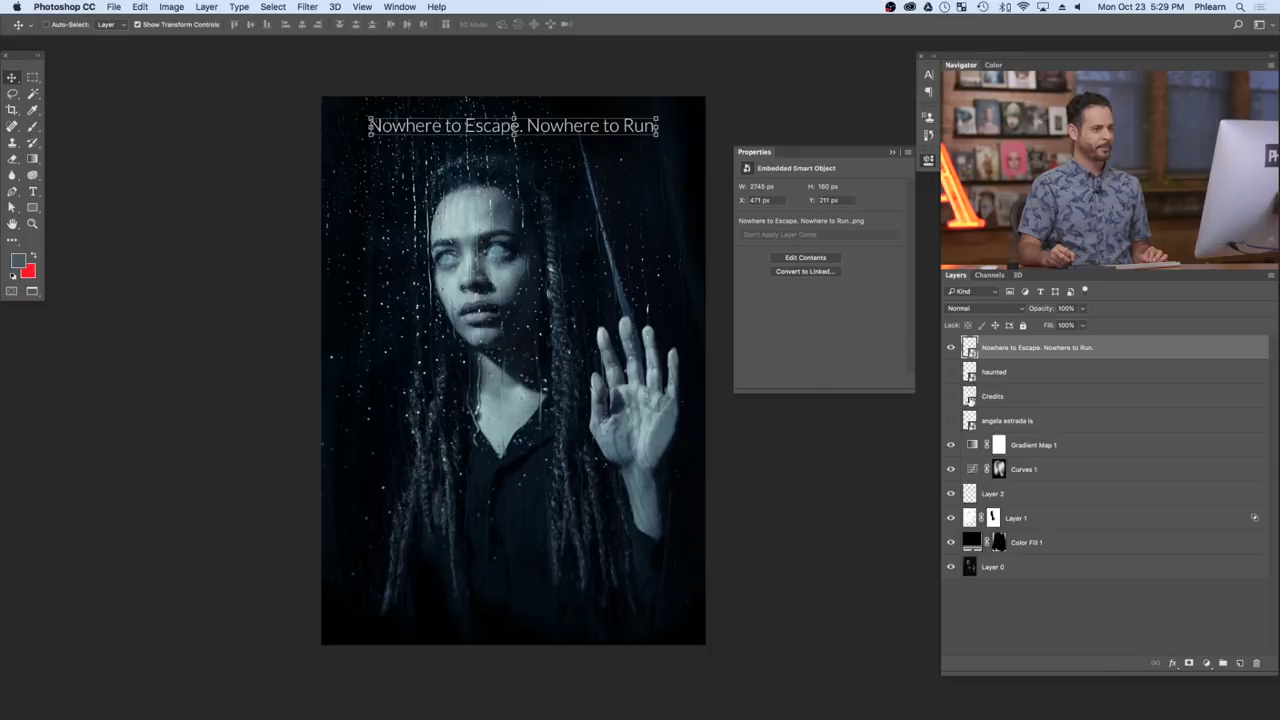 Photoshop CC File Edit Image Layer Type Select Filter 3D View Window Help Mon Oct 23 5:29 PM Phlearn
Auto-Select: Layer Show Transform Controls 3D Mode:
Nowhere to Escape. Nowhere to Run
Properties
Embedded Smart Object
W: 2745 px H: 160 px
X: 471 px Y: 211 px
Nowhere to Escape. Nowhere to Run..png
Don't Apply Layer Comp
Edit Contents
Convert to Linked...
Navigator Color
Layers Channels 3D
Kind
Normal Opacity: 100%
Lock: Fill: 100%
Nowhere to Escape. Nowhere to Run.
haunted
Credits
angela estrada is
Gradient Map 1
Curves 1
Layer 2
Layer 1
Color Fill 1
Layer 0